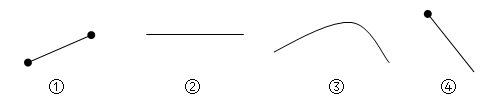 ① ② ③ ④